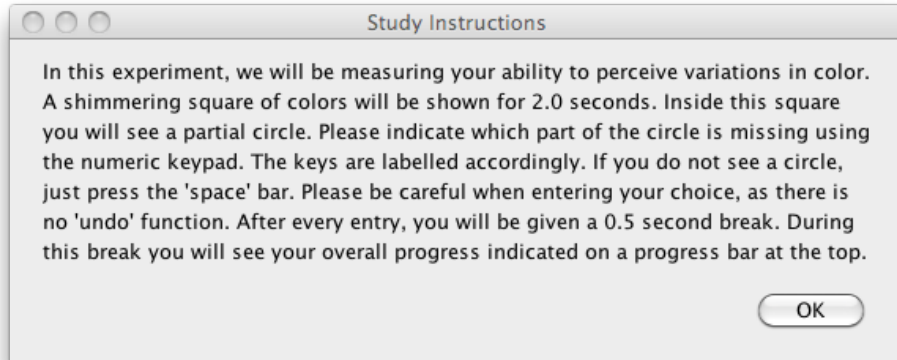 Study Instructions
In this experiment, we will be measuring your ability to perceive variations in color.
A shimmering square of colors will be shown for 2.0 seconds. Inside this square
you will see a partial circle. Please indicate which part of the circle is missing using
the numeric keypad. The keys are labelled accordingly. If you do not see a circle,
just press the 'space' bar. Please be careful when entering your choice, as there is
no 'undo' function. After every entry, you will be given a 0.5 second break. During
this break you will see your overall progress indicated on a progress bar at the top.
OK